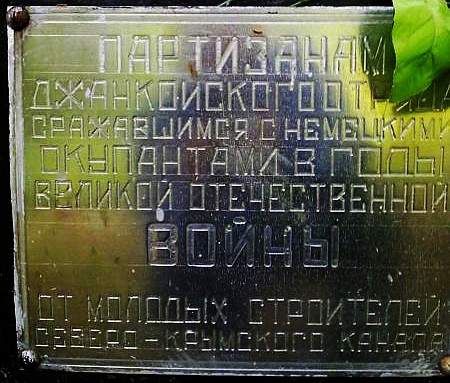 ПАРТИЗАНАМ
ДЖАНКОЙСКОГО
СРАЖАВШИМСЯ С НЕМЕЦКИМИ
ОКУПАНТАМИ В ГОДЫ
ВЕЛИКОЙ ОТЕЧЕСТВЕННОЙ
ВОЙНЫ
ОТ МОЛОДЫХ СТРОИТЕЛЕЙ
СЕВЕРО-КРЫМСКОГО КАНАЛА